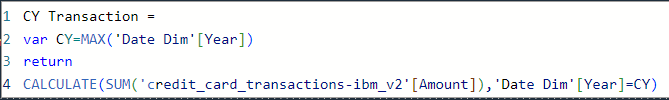 1 CY Transaction =
2 var CY=MAX('Date Dim'[Year])
3 return
4 CALCULATE(SUM('credit_card_transactions-ibm_v2'[Amount]),'Date Dim'[Year]=CY)